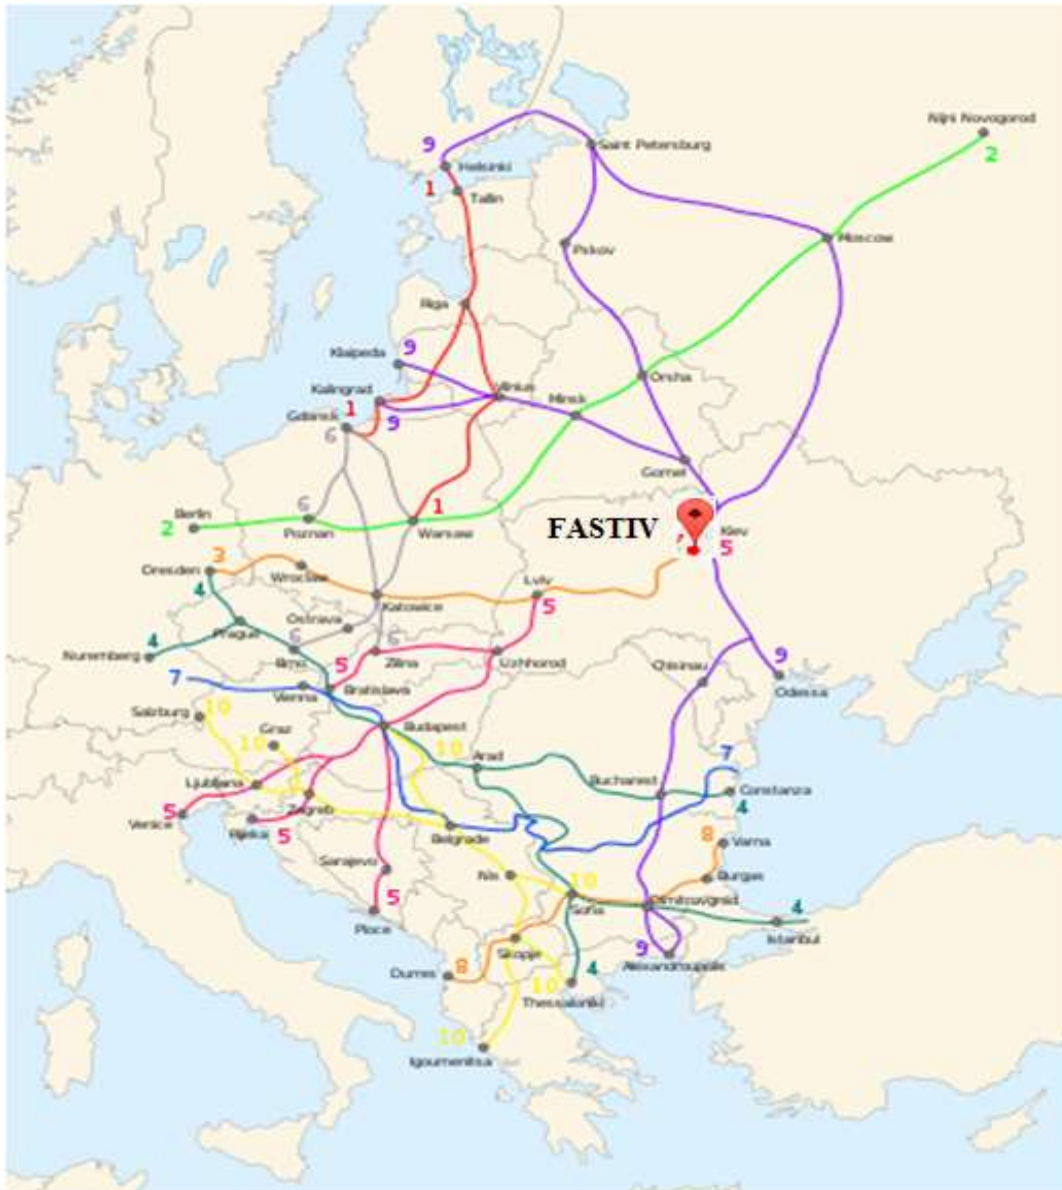 Nijni Novogorod
2
Saint Petersburg
9
Helsinki
1
Tallin
Moscow
Pskov
Riga
Klaipeda
9
Orsha
Kalingrad
Vilnius
Minsk
Gdansk
1
9
6
Gomel
6
1
Berlin
2
Poznan
Warsaw
FASTIV
Kiev
5
Dresden
3
Wroclaw
4
Lviv
5
Katowice
Ostrava
Prague
4
6
6
Nuremberg
Brno
5
Zilina
Uzhhorod
Chisinau
9
7
Vienna
Bratislava
Odessa
Salzburg
10
Graz
Budapest
10
10
Arad
7
Ljubljana
Bucharest
Constanza
4
Zagreb
5
Venice
Rijeka
5
Belgrade
8
Varna
Sarajevo
Nis
10
Burgas
5
Sofia
Dimitrovgrad
4
Ploce
Istanbul
Skopje
9
Alexandroupolis
Durres
8
10
4
Thessaloniki
10
Igoumenitsa